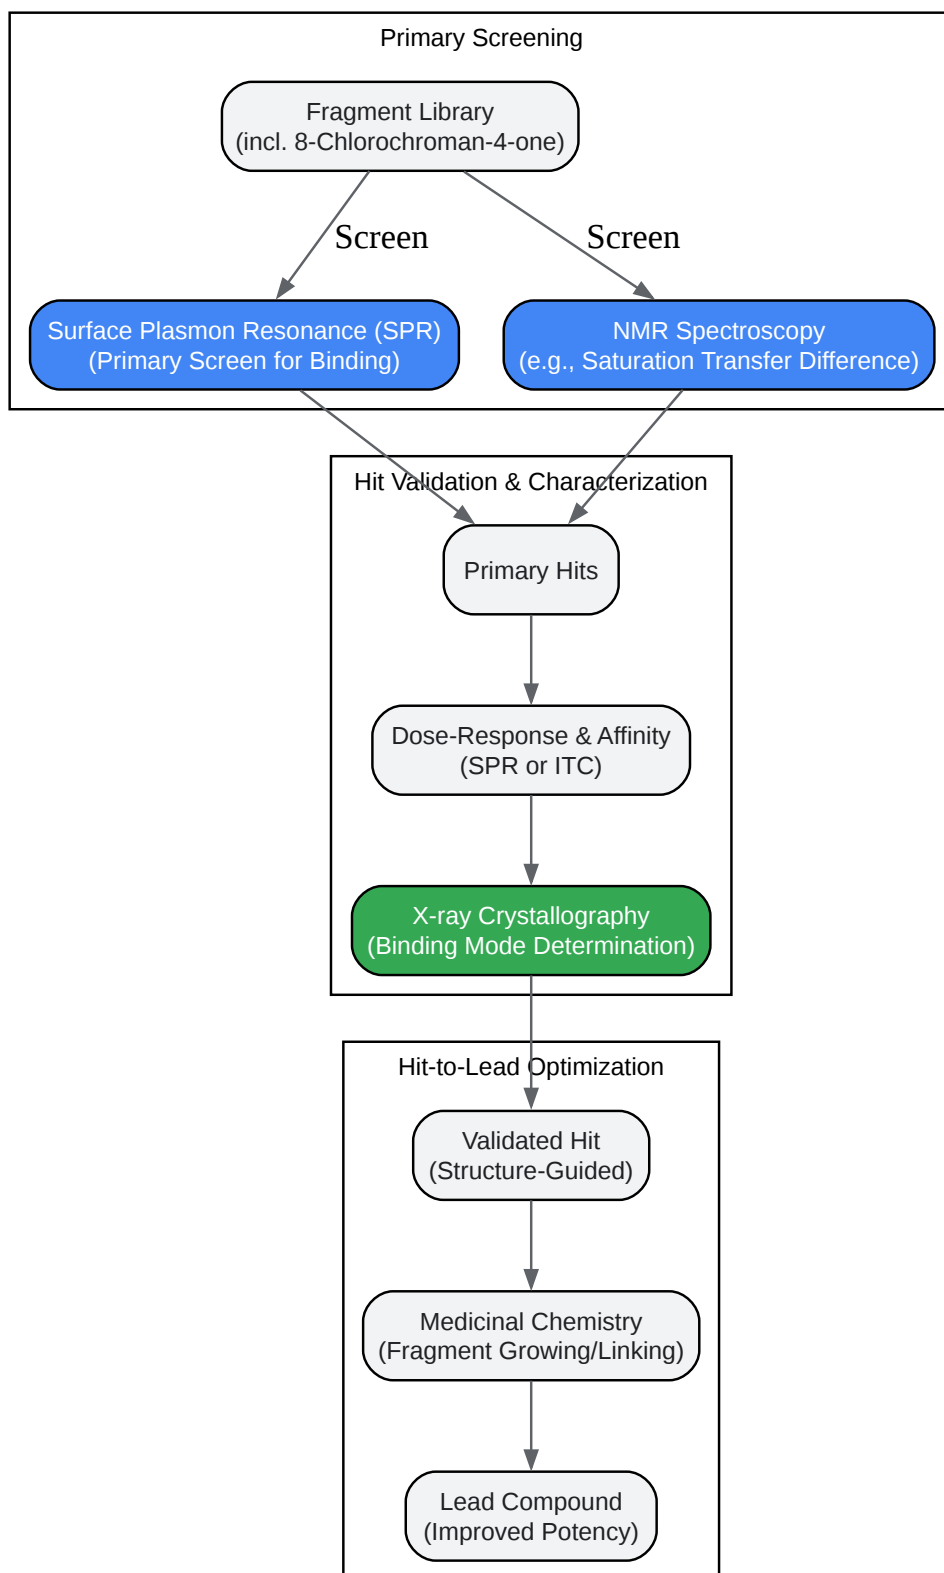 Primary Screening
Fragment Library
(incl. 8-Chlorochroman-4-one)
Screen
Screen
Surface Plasmon Resonance (SPR)
(Primary Screen for Binding)
NMR Spectroscopy
(e.g., Saturation Transfer Difference)
Hit Validation & Characterization
Primary Hits
Dose-Response & Affinity
(SPR or ITC)
X-ray Crystallography
(Binding Mode Determination)
Hit-to-Lead Optimization
Validated Hit
(Structure-Guided)
Medicinal Chemistry
(Fragment Growing/Linking)
Lead Compound
(Improved Potency)